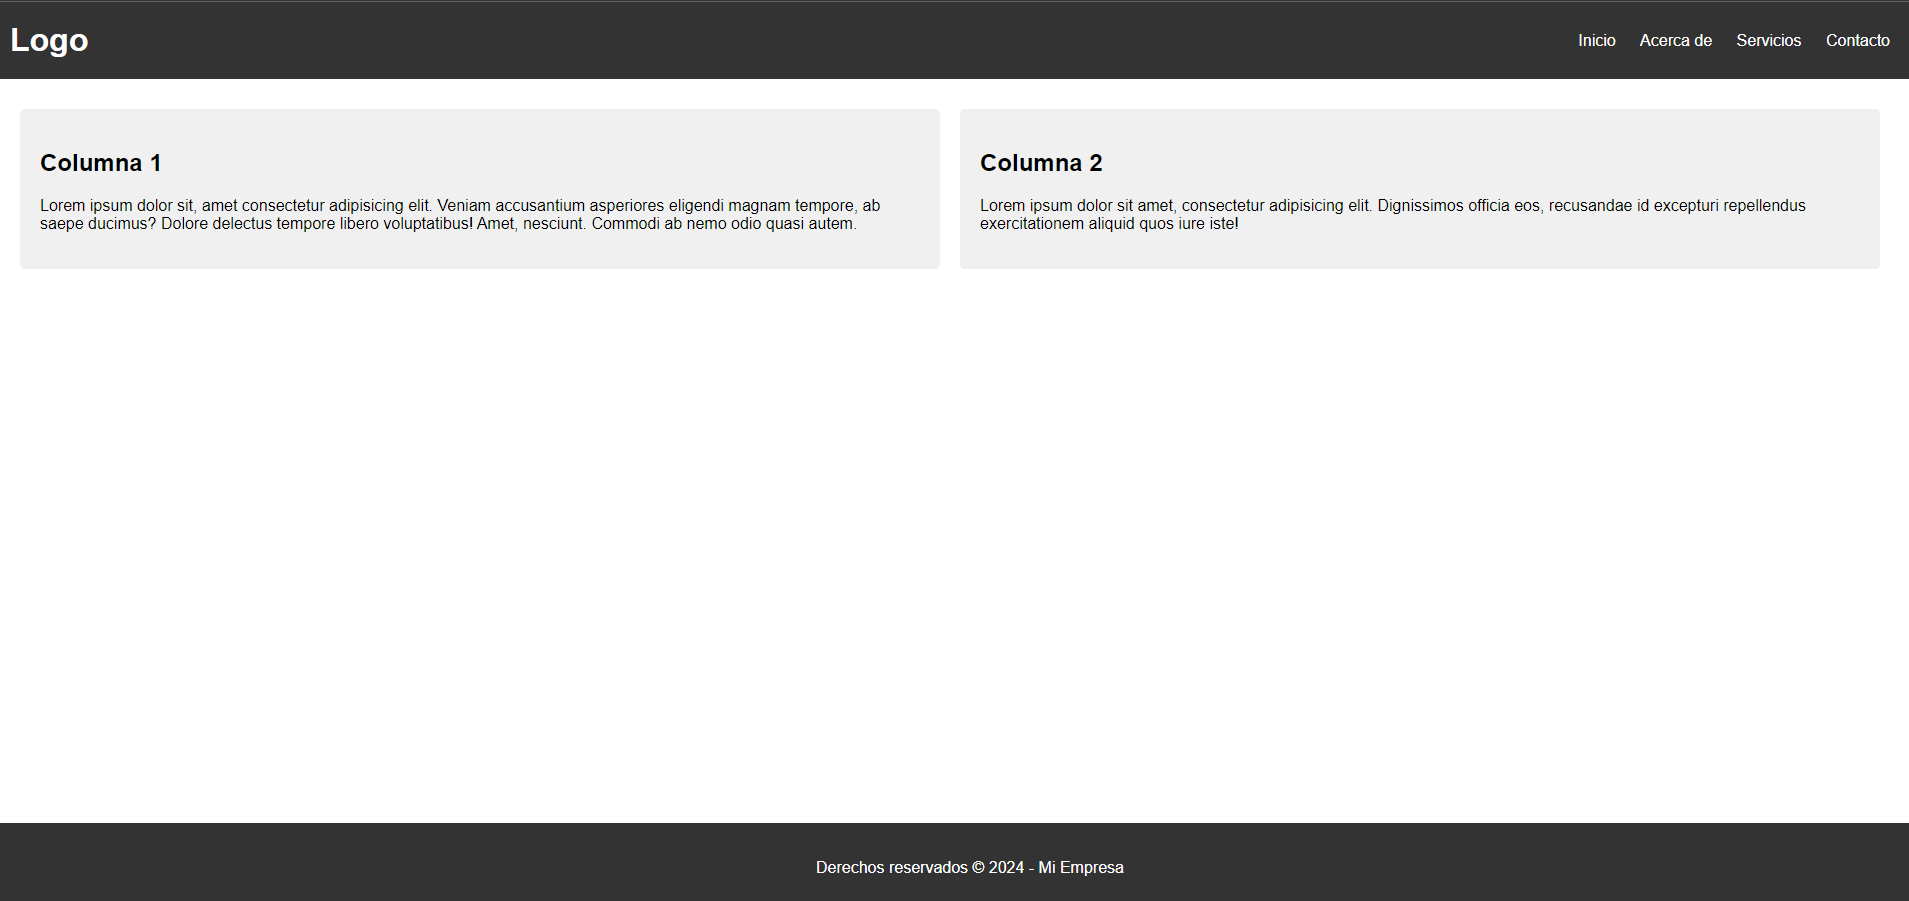 Logo
Inicio Acerca de Servicios Contacto
Columna 1
Lorem ipsum dolor sit, amet consectetur adipisicing elit. Veniam accusantium asperiores eligendi magnam tempore, ab
saepe ducimus? Dolore delectus tempore libero voluptatibus! Amet, nesciunt. Commodi ab nemo odio quasi autem.
Columna 2
Lorem ipsum dolor sit amet, consectetur adipisicing elit. Dignissimos officia eos, recusandae id excepturi repellendus
exercitationem aliquid quos iure iste!
Derechos reservados © 2024 - Mi Empresa